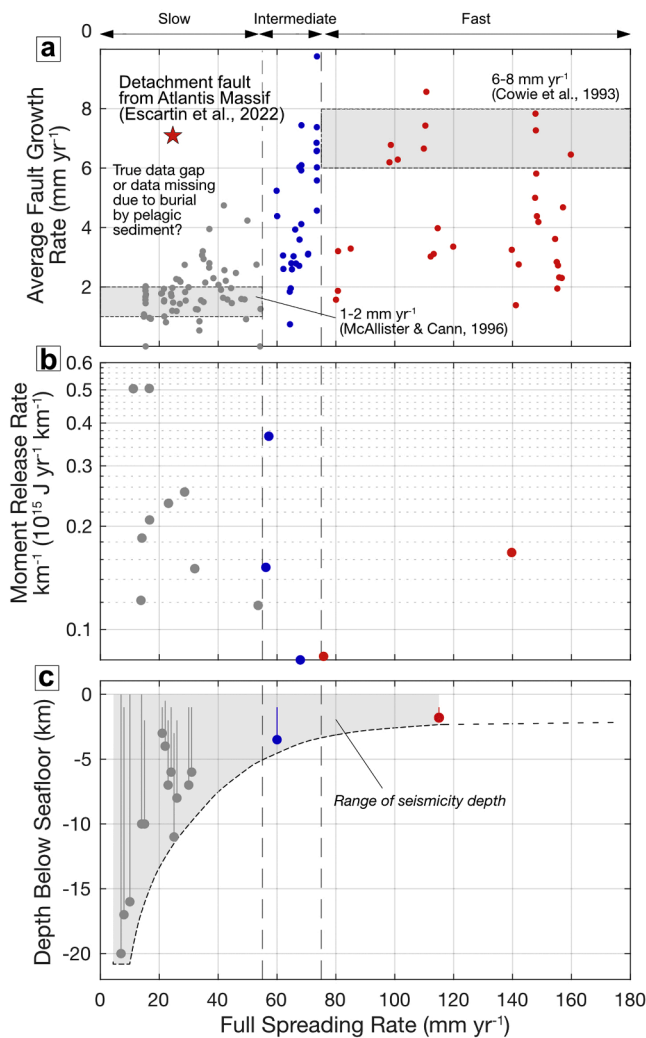 0
Slow
Intermediate
Fast
a
Average Fault Growth
Rate (mm yr⁻¹)
8
6
4
2
Detachment fault
from Atlantis Massif
(Escartin et al., 2022)
True data gap
or data missing
due to burial
by pelagic
sediment?
6-8 mm yr⁻¹
(Cowie et al., 1993)
1-2 mm yr⁻¹
(McAllister & Cann, 1996)
b
Moment Release Rate
km⁻¹ (10¹⁵ J yr⁻¹ km⁻¹)
0.6
0.5
0.4
0.3
0.2
0.1
c
Depth Below Seafloor (km)
0
-5
-10
-15
-20
Range of seismicity depth
0 20 40 60 80 100 120 140 160 180
Full Spreading Rate (mm yr⁻¹)